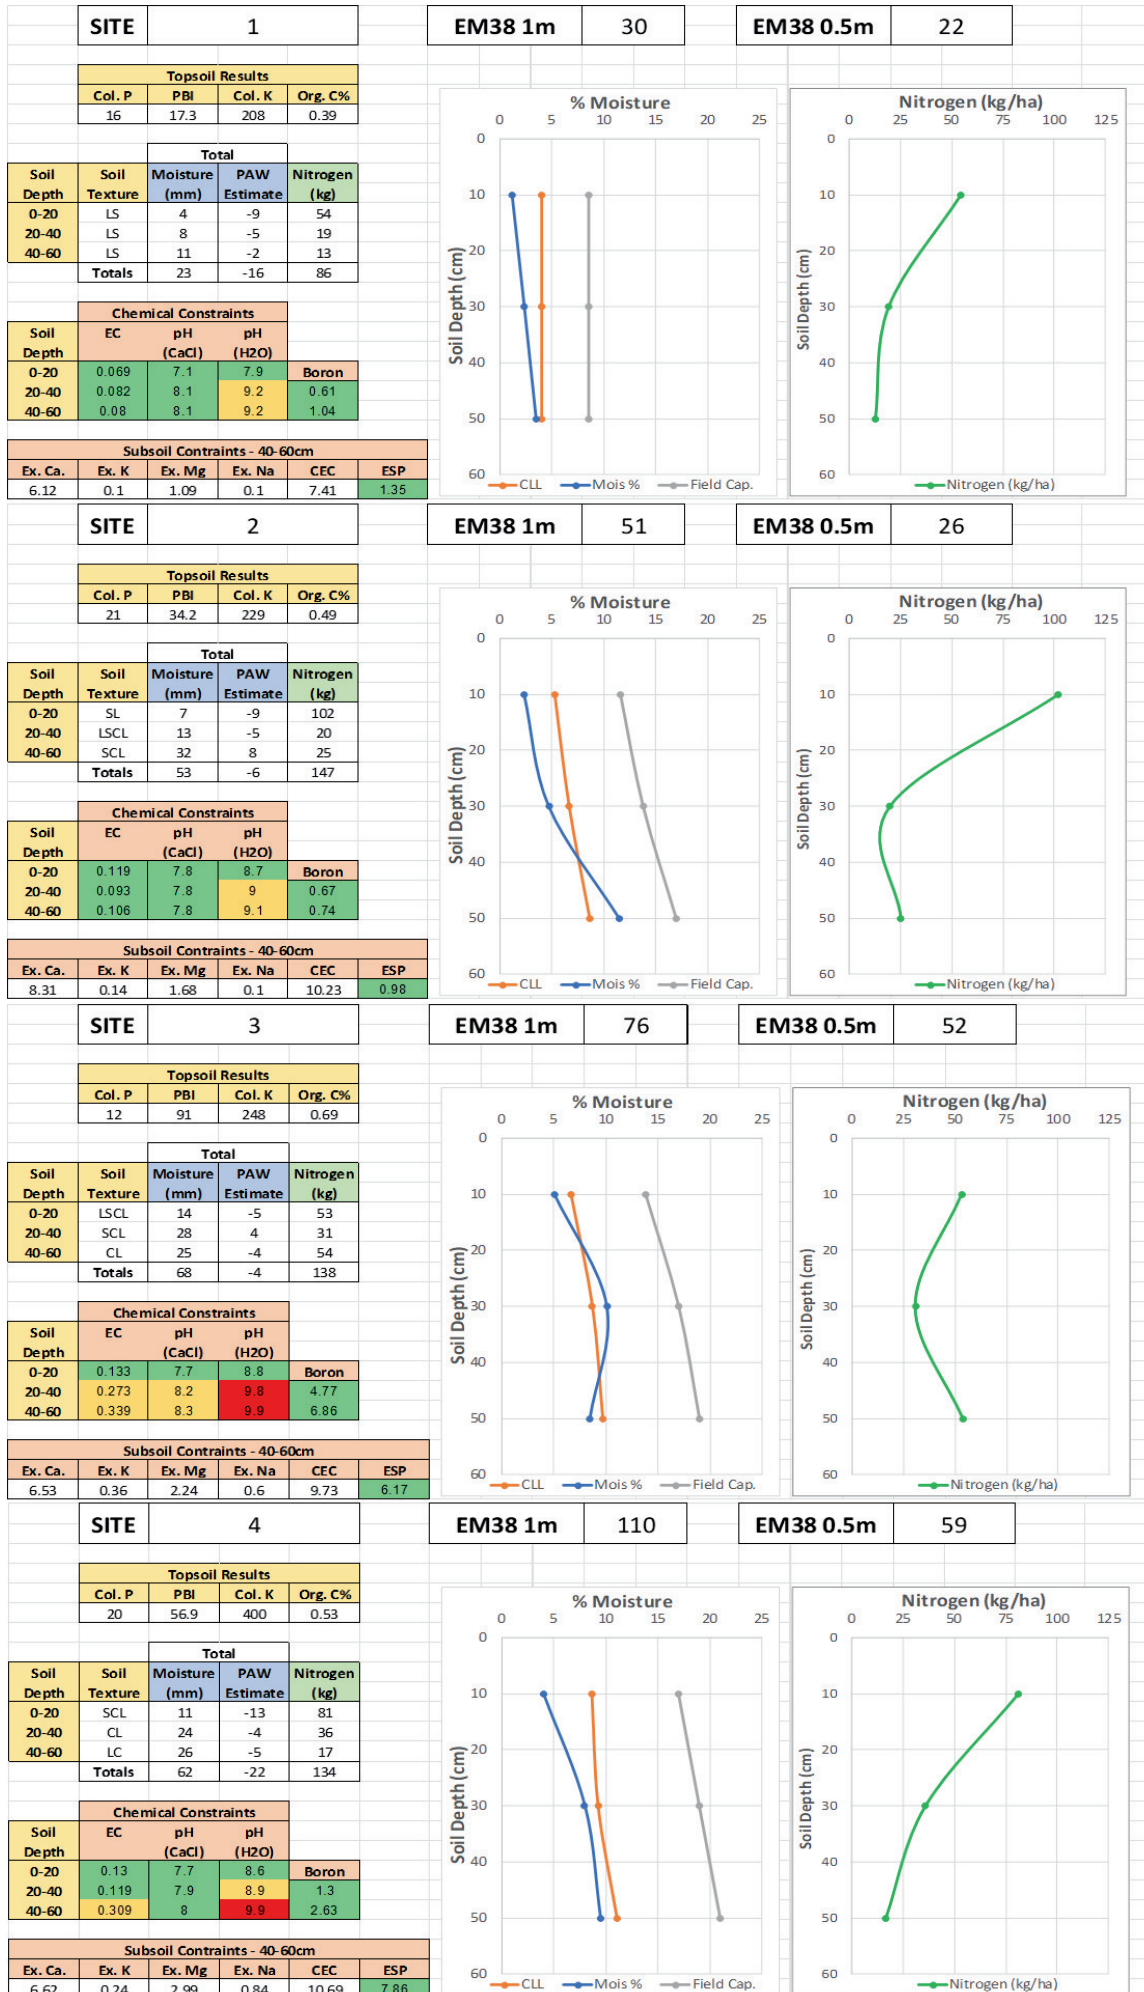 SITE 1 EM38 1m 30 EM38 0.5m 22
Topsoil Results
Col. P PBI Col. K Org. C%
16 17.3 208 0.39
Total
Soil Depth Soil Texture Moisture (mm) PAW Estimate Nitrogen (kg)
0-20 LS 4 -9 54
20-40 LS 8 -5 19
40-60 LS 11 -2 13
Totals 23 -16 86
Chemical Constraints
Soil Depth EC pH (CaCl) pH (H2O)
0-20 0.069 7.1 7.9 Boron
20-40 0.082 8.1 9.2 0.61
40-60 0.08 8.1 9.2 1.04
Subsoil Contraints - 40-60cm
Ex. Ca. Ex. K Ex. Mg Ex. Na CEC ESP
6.12 0.1 1.09 0.1 7.41 1.35
% Moisture
0 5 10 15 20 25
Soil Depth (cm)
0
10
20
30
40
50
60
CLL Mois % Field Cap.
Nitrogen (kg/ha)
0 25 50 75 100 125
Soil Depth (cm)
0
10
20
30
40
50
60
Nitrogen (kg/ha)
SITE 2 EM38 1m 51 EM38 0.5m 26
Topsoil Results
Col. P PBI Col. K Org. C%
21 34.2 229 0.49
Total
Soil Depth Soil Texture Moisture (mm) PAW Estimate Nitrogen (kg)
0-20 SL 7 -9 102
20-40 LSCL 13 -5 20
40-60 SCL 32 8 25
Totals 53 -6 147
Chemical Constraints
Soil Depth EC pH (CaCl) pH (H2O)
0-20 0.119 7.8 8.7 Boron
20-40 0.093 7.8 9 0.67
40-60 0.106 7.8 9.1 0.74
Subsoil Contraints - 40-60cm
Ex. Ca. Ex. K Ex. Mg Ex. Na CEC ESP
8.31 0.14 1.68 0.1 10.23 0.98
% Moisture
0 5 10 15 20 25
Soil Depth (cm)
0
10
20
30
40
50
60
CLL Mois % Field Cap.
Nitrogen (kg/ha)
0 25 50 75 100 125
Soil Depth (cm)
0
10
20
30
40
50
60
Nitrogen (kg/ha)
SITE 3 EM38 1m 76 EM38 0.5m 52
Topsoil Results
Col. P PBI Col. K Org. C%
12 91 248 0.69
Total
Soil Depth Soil Texture Moisture (mm) PAW Estimate Nitrogen (kg)
0-20 LSCL 14 -5 53
20-40 SCL 28 4 31
40-60 CL 25 -4 54
Totals 68 -4 138
Chemical Constraints
Soil Depth EC pH (CaCl) pH (H2O)
0-20 0.133 7.7 8.8 Boron
20-40 0.273 8.2 9.8 4.77
40-60 0.339 8.3 9.9 6.86
Subsoil Contraints - 40-60cm
Ex. Ca. Ex. K Ex. Mg Ex. Na CEC ESP
6.53 0.36 2.24 0.6 9.73 6.17
% Moisture
0 5 10 15 20 25
Soil Depth (cm)
0
10
20
30
40
50
60
CLL Mois % Field Cap.
Nitrogen (kg/ha)
0 25 50 75 100 125
Soil Depth (cm)
0
10
20
30
40
50
60
Nitrogen (kg/ha)
SITE 4 EM38 1m 110 EM38 0.5m 59
Topsoil Results
Col. P PBI Col. K Org. C%
20 56.9 400 0.53
Total
Soil Depth Soil Texture Moisture (mm) PAW Estimate Nitrogen (kg)
0-20 SCL 11 -13 81
20-40 CL 24 -4 36
40-60 LC 26 -5 17
Totals 62 -22 134
Chemical Constraints
Soil Depth EC pH (CaCl) pH (H2O)
0-20 0.13 7.7 8.6 Boron
20-40 0.119 7.9 8.9 1.3
40-60 0.309 8 9.9 2.63
Subsoil Contraints - 40-60cm
Ex. Ca. Ex. K Ex. Mg Ex. Na CEC ESP
6.62 0.24 2.99 0.84 10.69 7.86
% Moisture
0 5 10 15 20 25
Soil Depth (cm)
0
10
20
30
40
50
60
CLL Mois % Field Cap.
Nitrogen (kg/ha)
0 25 50 75 100 125
Soil Depth (cm)
0
10
20
30
40
50
60
Nitrogen (kg/ha)